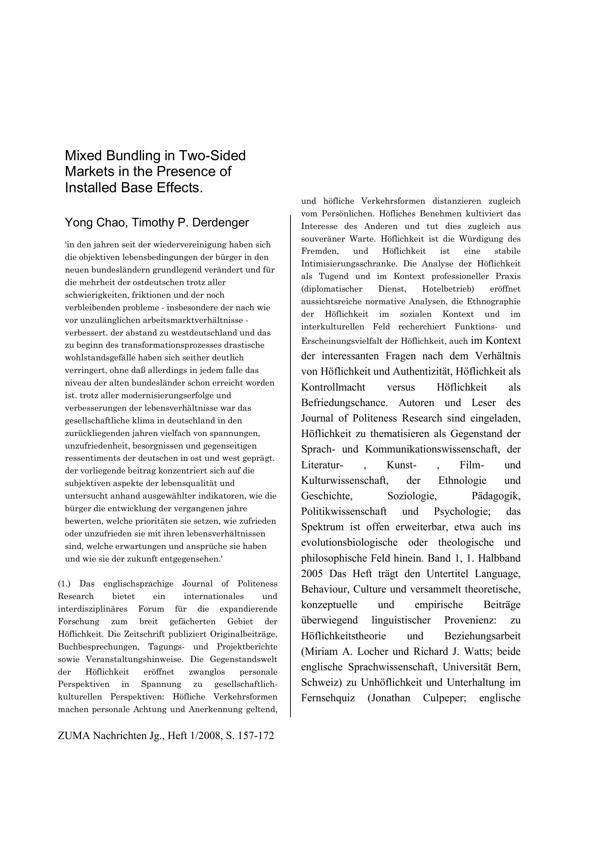 Mixed Bundling in Two-Sided
Markets in the Presence of
Installed Base Effects.
Yong Chao, Timothy P. Derdenger
'in den jahren seit der wiedervereinigung haben sich
die objektiven lebensbedingungen der bürger in den
neuen bundesländern grundlegend verändert und für
die mehrheit der ostdeutschen trotz aller
schwierigkeiten, friktionen und der noch
verbleibenden probleme - insbesondere der nach wie
vor unzulänglichen arbeitsmarktverhältnisse -
verbessert. der abstand zu westdeutschland und das
zu beginn des transformationsprozesses drastische
wohlstandsgefälle haben sich seither deutlich
verringert, ohne daß allerdings in jedem falle das
niveau der alten bundesländer schon erreicht worden
ist. trotz aller modernisierungserfolge und
verbesserungen der lebensverhältnisse war das
gesellschaftliche klima in deutschland in den
zurückliegenden jahren vielfach von spannungen,
unzufriedenheit, besorgnissen und gegenseitigen
ressentiments der deutschen in ost und west geprägt.
der vorliegende beitrag konzentriert sich auf die
subjektiven aspekte der lebensqualität und
untersucht anhand ausgewählter indikatoren, wie die
bürger die entwicklung der vergangenen jahre
bewerten, welche prioritäten sie setzen, wie zufrieden
oder unzufrieden sie mit ihren lebensverhältnissen
sind, welche erwartungen und ansprüche sie haben
und wie sie der zukunft entgegensehen.'
(1.) Das englischsprachige Journal of Politeness
Research bietet ein internationales und
interdisziplinäres Forum für die expandierende
Forschung zum breit gefächerten Gebiet der
Höflichkeit. Die Zeitschrift publiziert Originalbeiträge,
Buchbesprechungen, Tagungs- und Projektberichte
sowie Veranstaltungshinweise. Die Gegenstandswelt
der Höflichkeit eröffnet zwanglos personale
Perspektiven in Spannung zu gesellschaftlich-
kulturellen Perspektiven: Höfliche Verkehrsformen
machen personale Achtung und Anerkennung geltend,
und höfliche Verkehrsformen distanzieren zugleich
vom Persönlichen. Höfliches Benehmen kultiviert das
Interesse des Anderen und tut dies zugleich aus
souveräner Warte. Höflichkeit ist die Würdigung des
Fremden, und Höflichkeit ist eine stabile
Intimisierungsschranke. Die Analyse der Höflichkeit
als Tugend und im Kontext professioneller Praxis
(diplomatischer Dienst, Hotelbetrieb) eröffnet
aussichtsreiche normative Analysen, die Ethnographie
der Höflichkeit im sozialen Kontext und im
interkulturellen Feld recherchiert Funktions- und
Erscheinungsvielfalt der Höflichkeit, auch im Kontext
der interessanten Fragen nach dem Verhältnis
von Höflichkeit und Authentizität, Höflichkeit als
Kontrollmacht versus Höflichkeit als
Befriedungschance. Autoren und Leser des
Journal of Politeness Research sind eingeladen,
Höflichkeit zu thematisieren als Gegenstand der
Sprach- und Kommunikationswissenschaft, der
Literatur- , Kunst- , Film- und
Kulturwissenschaft, der Ethnologie und
Geschichte, Soziologie, Pädagogik,
Politikwissenschaft und Psychologie; das
Spektrum ist offen erweiterbar, etwa auch ins
evolutionsbiologische oder theologische und
philosophische Feld hinein. Band 1, 1. Halbband
2005 Das Heft trägt den Untertitel Language,
Behaviour, Culture und versammelt theoretische,
konzeptuelle und empirische Beiträge
überwiegend linguistischer Provenienz: zu
Höflichkeitstheorie und Beziehungsarbeit
(Miriam A. Locher und Richard J. Watts; beide
englische Sprachwissenschaft, Universität Bern,
Schweiz) zu Unhöflichkeit und Unterhaltung im
Fernsehquiz (Jonathan Culpeper; englische
ZUMA Nachrichten Jg., Heft 1/2008, S. 157-172